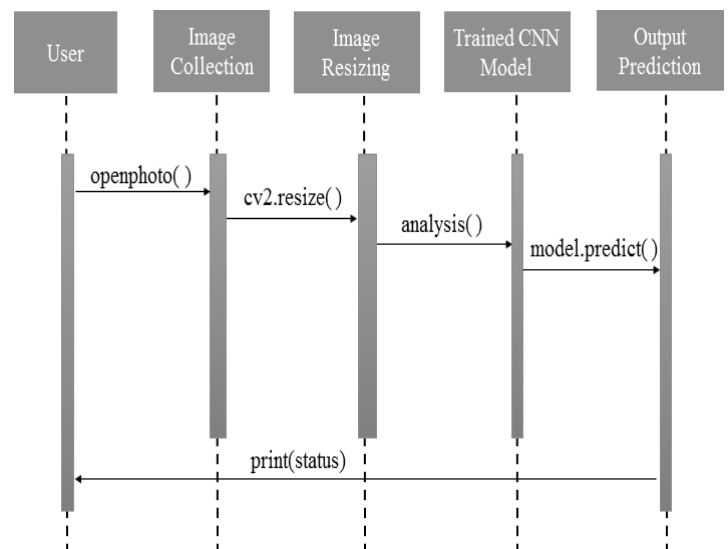 User
Image
Collection
Image
Resizing
Trained CNN
Model
Output
Prediction
openphoto( )
cv2.resize( )
analysis( )
model.predict( )
print(status)